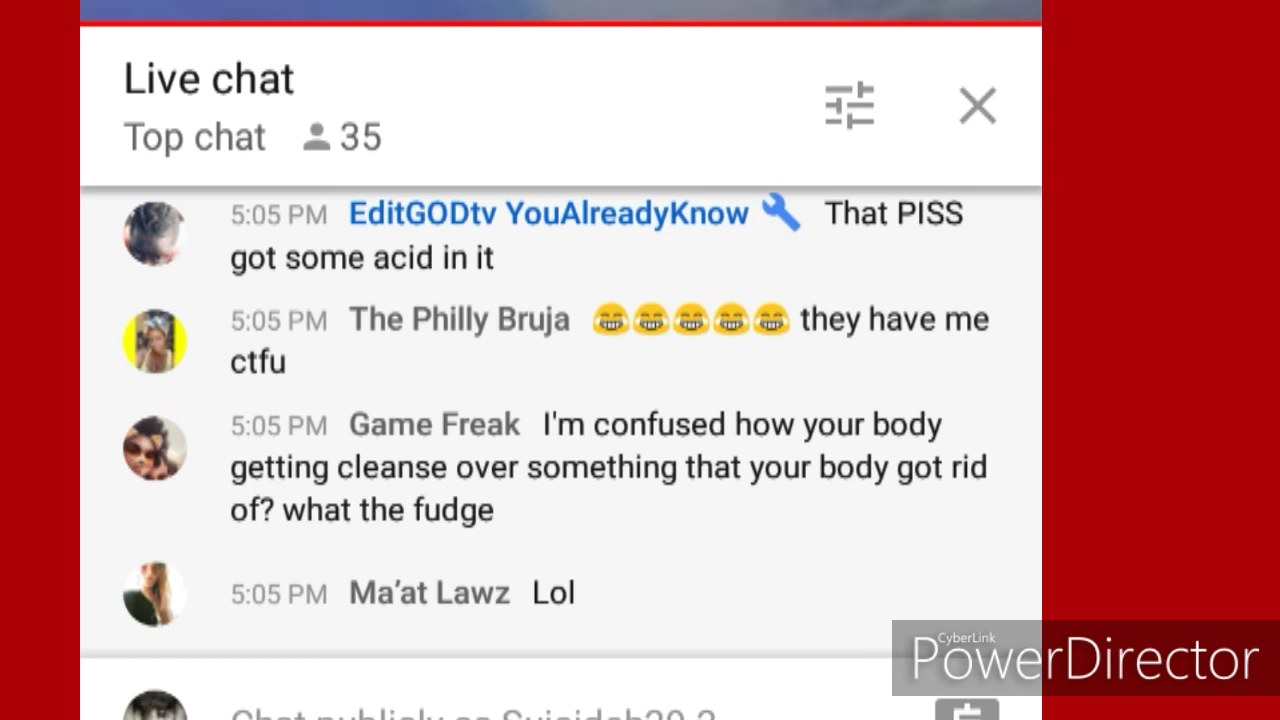 Live chat
Top chat 35
5:05 PM EditGODtv YouAlreadyKnow 🔧 That PISS
got some acid in it
5:05 PM The Philly Bruja 😂😂😂😂😂 they have me
ctfu
5:05 PM Game Freak I'm confused how your body
getting cleanse over something that your body got rid
of? what the fudge
5:05 PM Ma'at Lawz Lol
CyberLink
PowerDirector
Chat publicly as